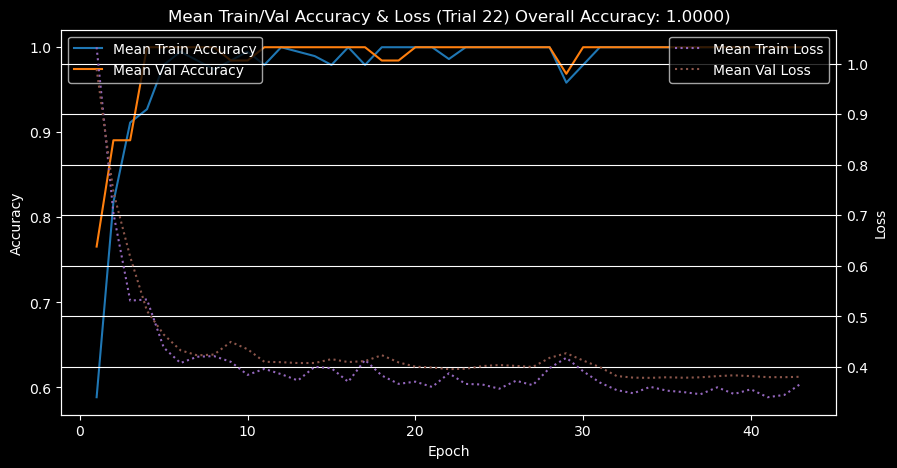 Mean Train/Val Accuracy & Loss (Trial 22) Overall Accuracy: 1.0000)
Mean Train Accuracy
Mean Val Accuracy
Mean Train Loss
Mean Val Loss
1.0
0.9
0.8
0.7
0.6
Accuracy
1.0
0.9
0.8
0.7
0.6
0.5
0.4
Loss
0
10
20
30
40
Epoch